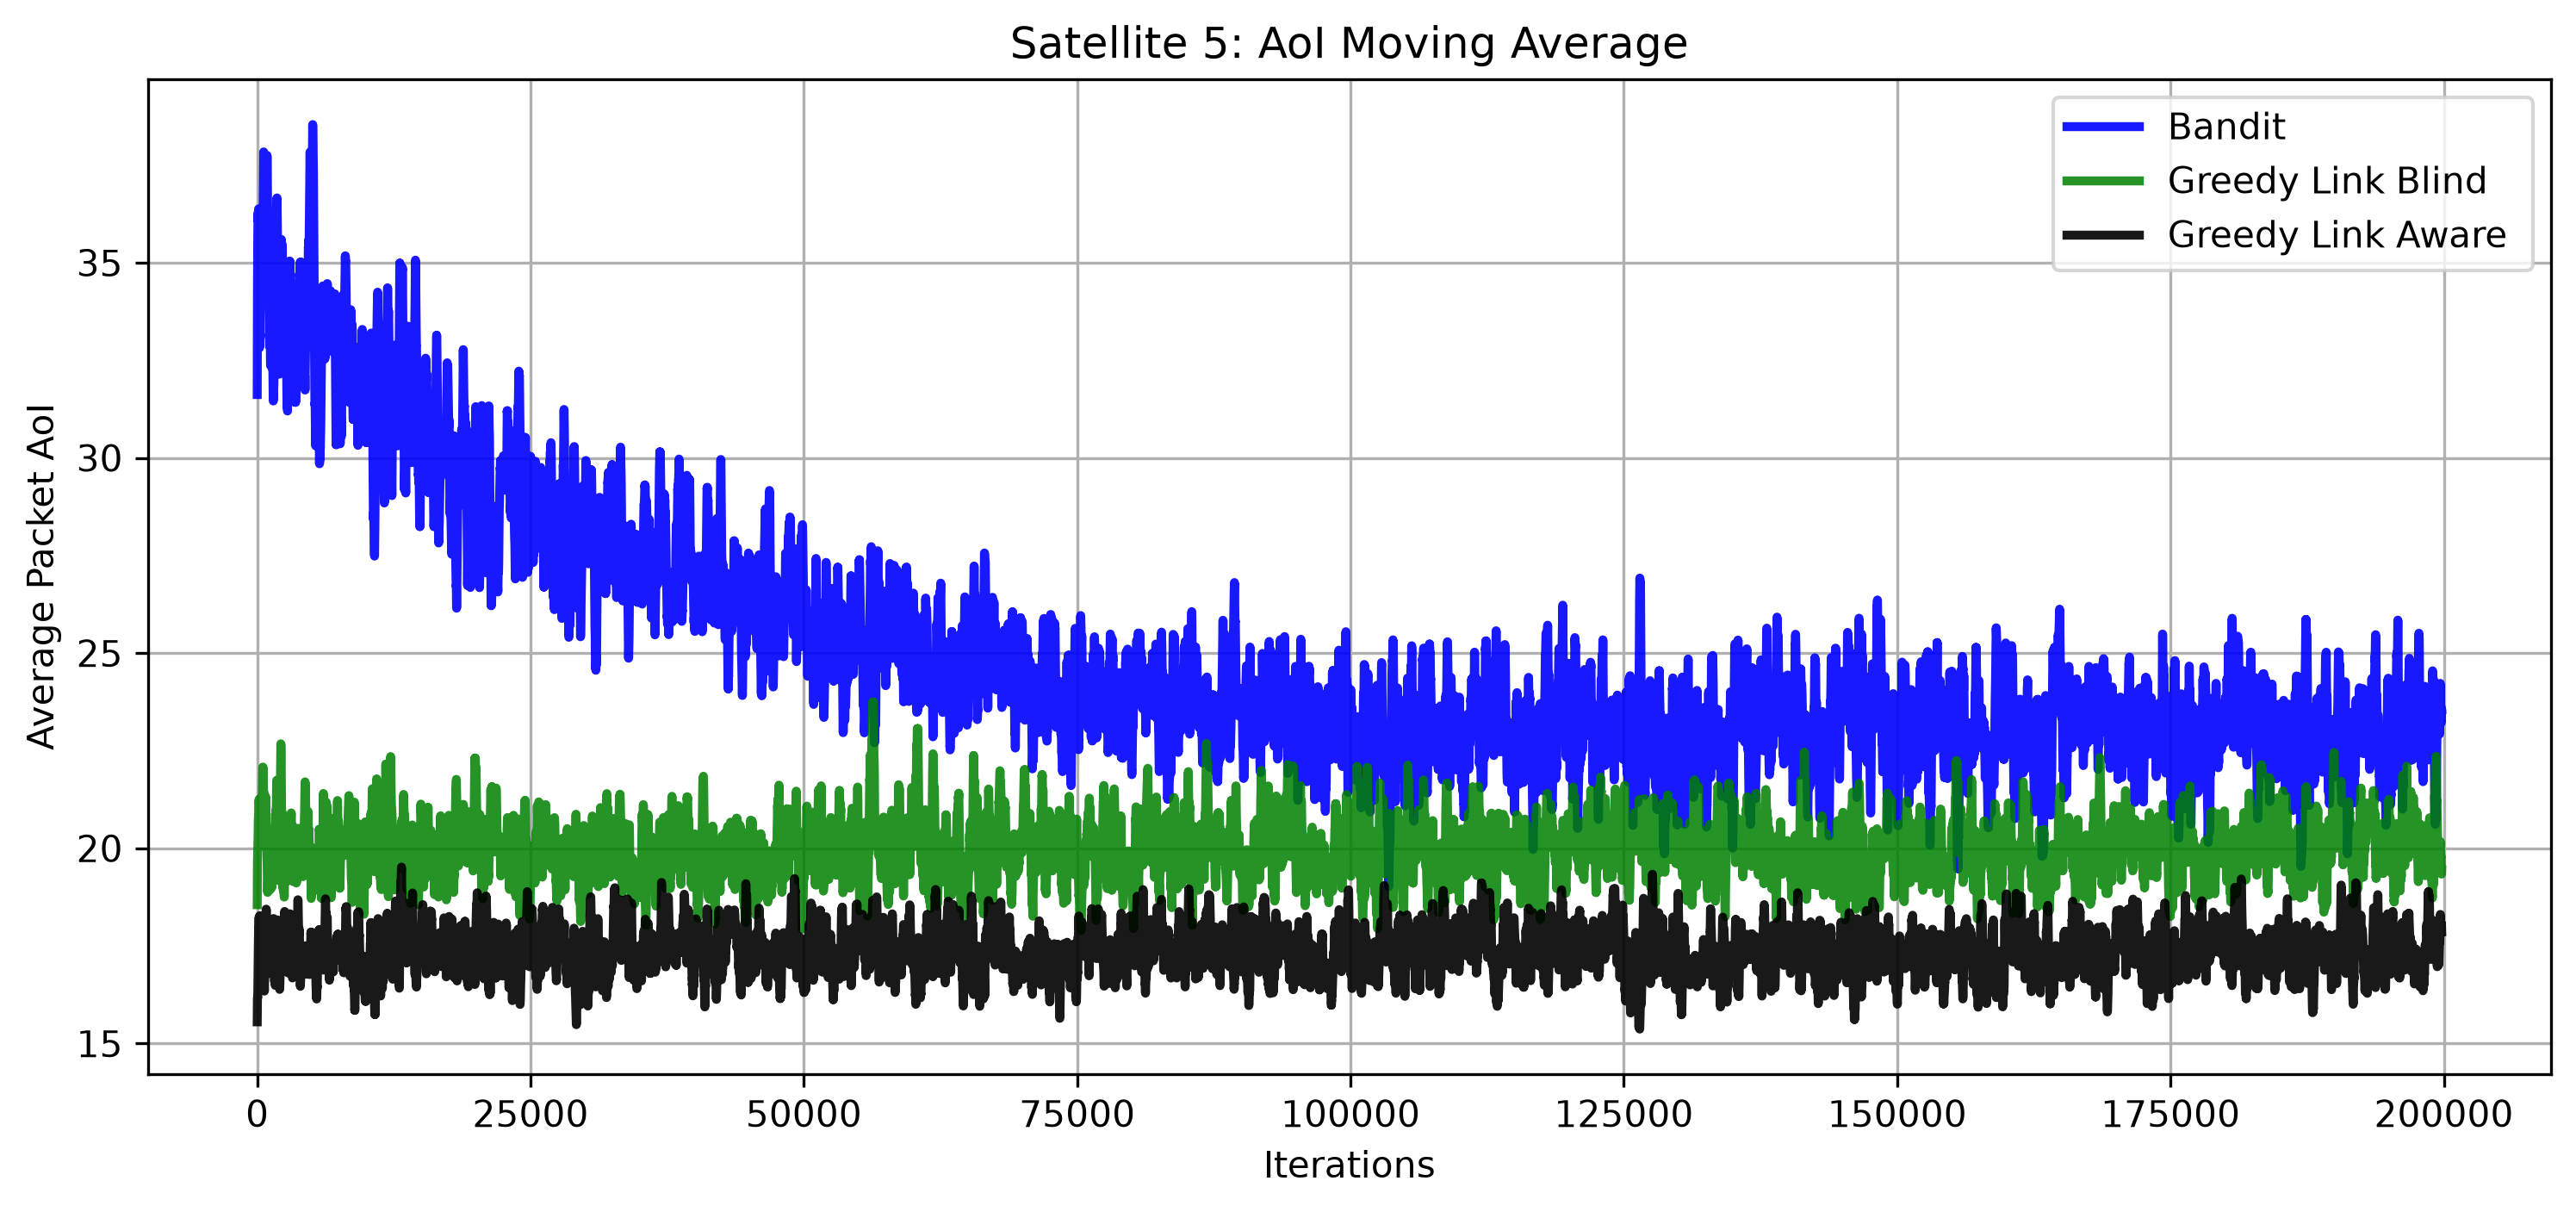 Satellite 5: AoI Moving Average
Bandit
Greedy Link Blind
Greedy Link Aware
Average Packet AoI
35
30
25
20
15
0 25000 50000 75000 100000 125000 150000 175000 200000
Iterations